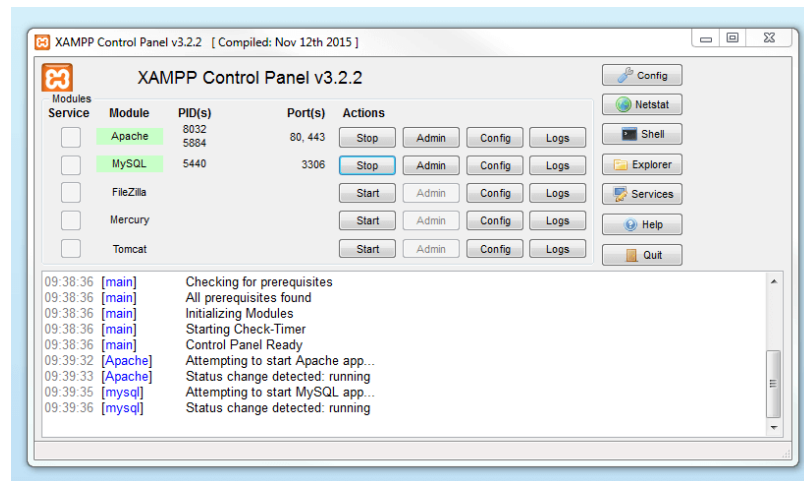 XAMPP Control Panel v3.2.2 [ Compiled: Nov 12th 2015 ]
XAMPP Control Panel v3.2.2
Config
Modules
Service Module PID(s) Port(s) Actions
Netstat
Apache 8032 5884 80, 443 Stop Admin Config Logs
Shell
MySQL 5440 3306 Stop Admin Config Logs
Explorer
FileZilla Start Admin Config Logs
Services
Mercury Start Admin Config Logs
Help
Tomcat Start Admin Config Logs
Quit
09:38:36 [main] Checking for prerequisites
09:38:36 [main] All prerequisites found
09:38:36 [main] Initializing Modules
09:38:36 [main] Starting Check-Timer
09:38:36 [main] Control Panel Ready
09:39:32 [Apache] Attempting to start Apache app...
09:39:33 [Apache] Status change detected: running
09:39:35 [mysql] Attempting to start MySQL app...
09:39:36 [mysql] Status change detected: running